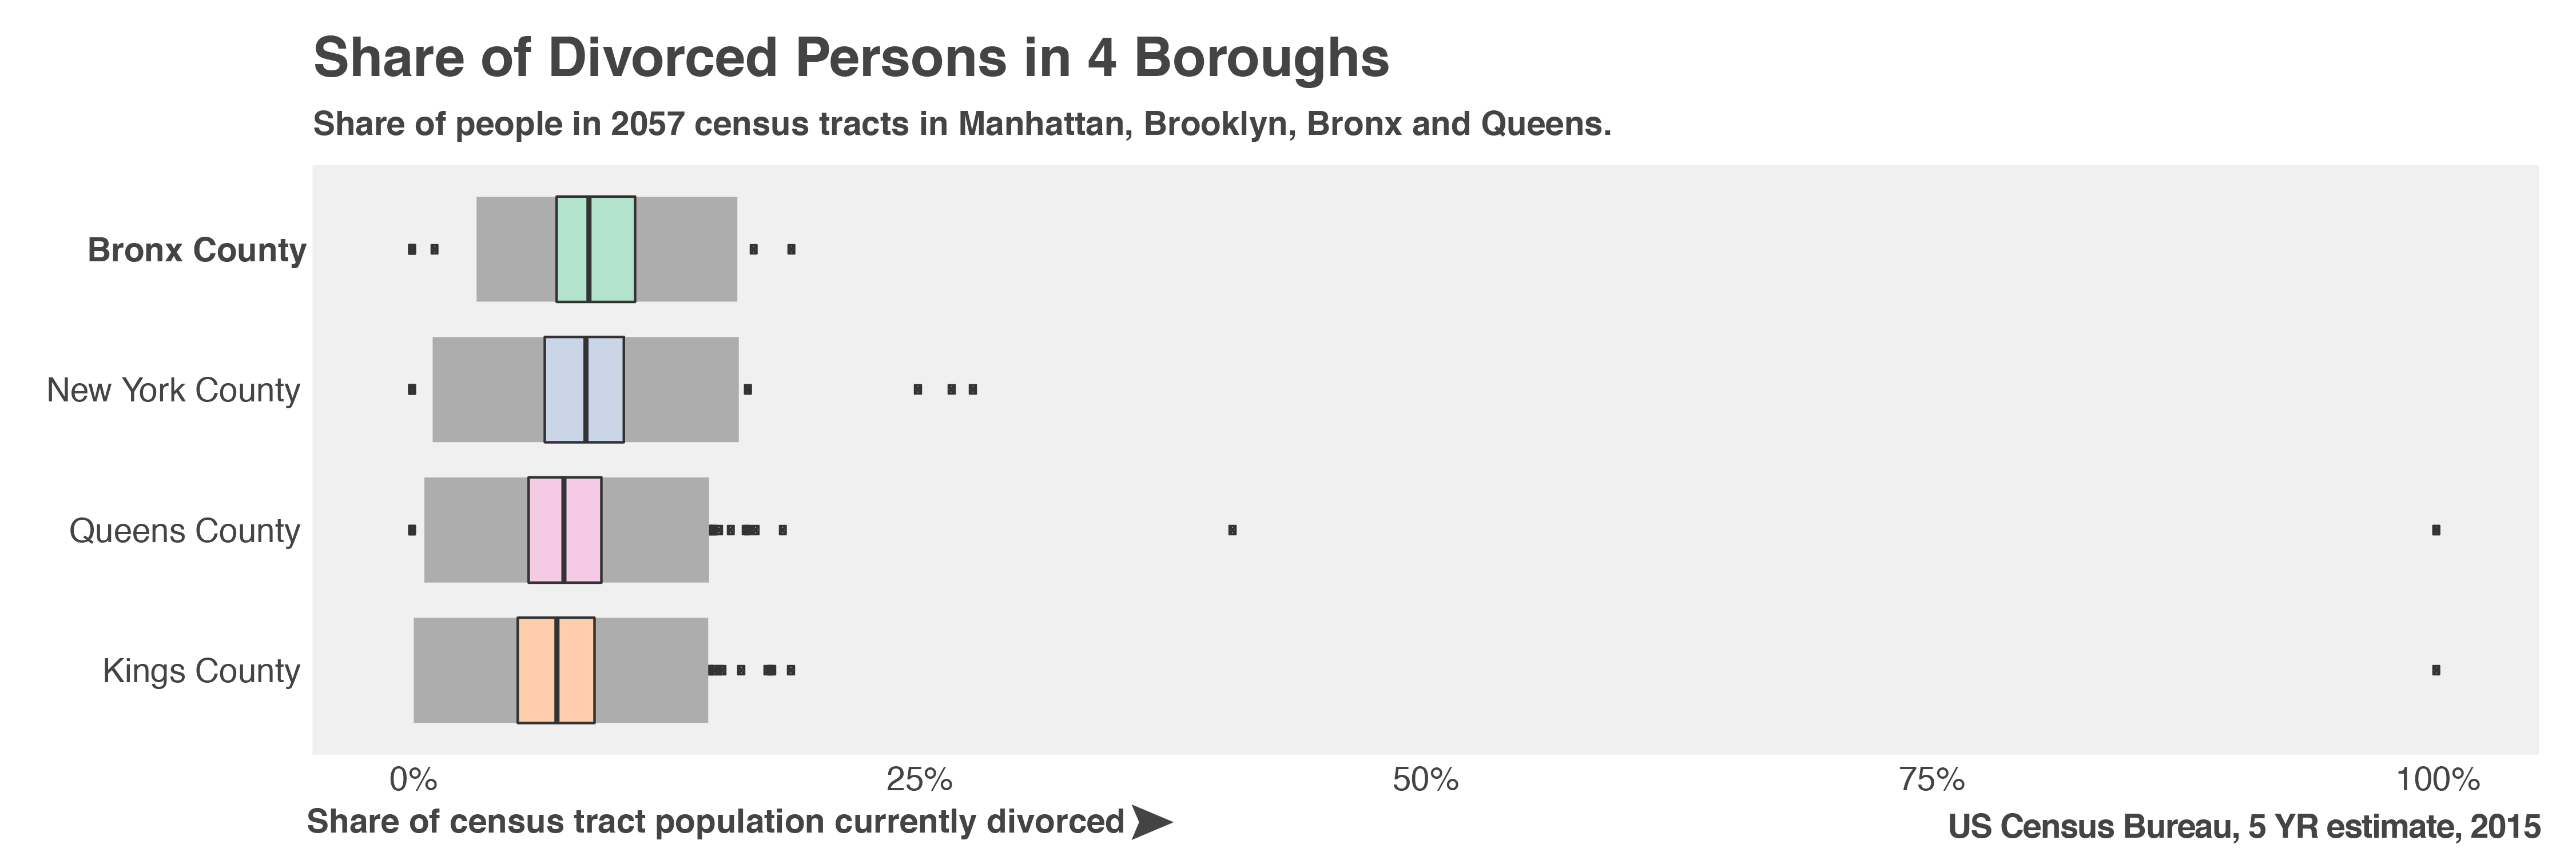 Share of Divorced Persons in 4 Boroughs
Share of people in 2057 census tracts in Manhattan, Brooklyn, Bronx and Queens.
Bronx County
New York County
Queens County
Kings County
0% 25% 50% 75% 100%
Share of census tract population currently divorced
US Census Bureau, 5 YR estimate, 2015